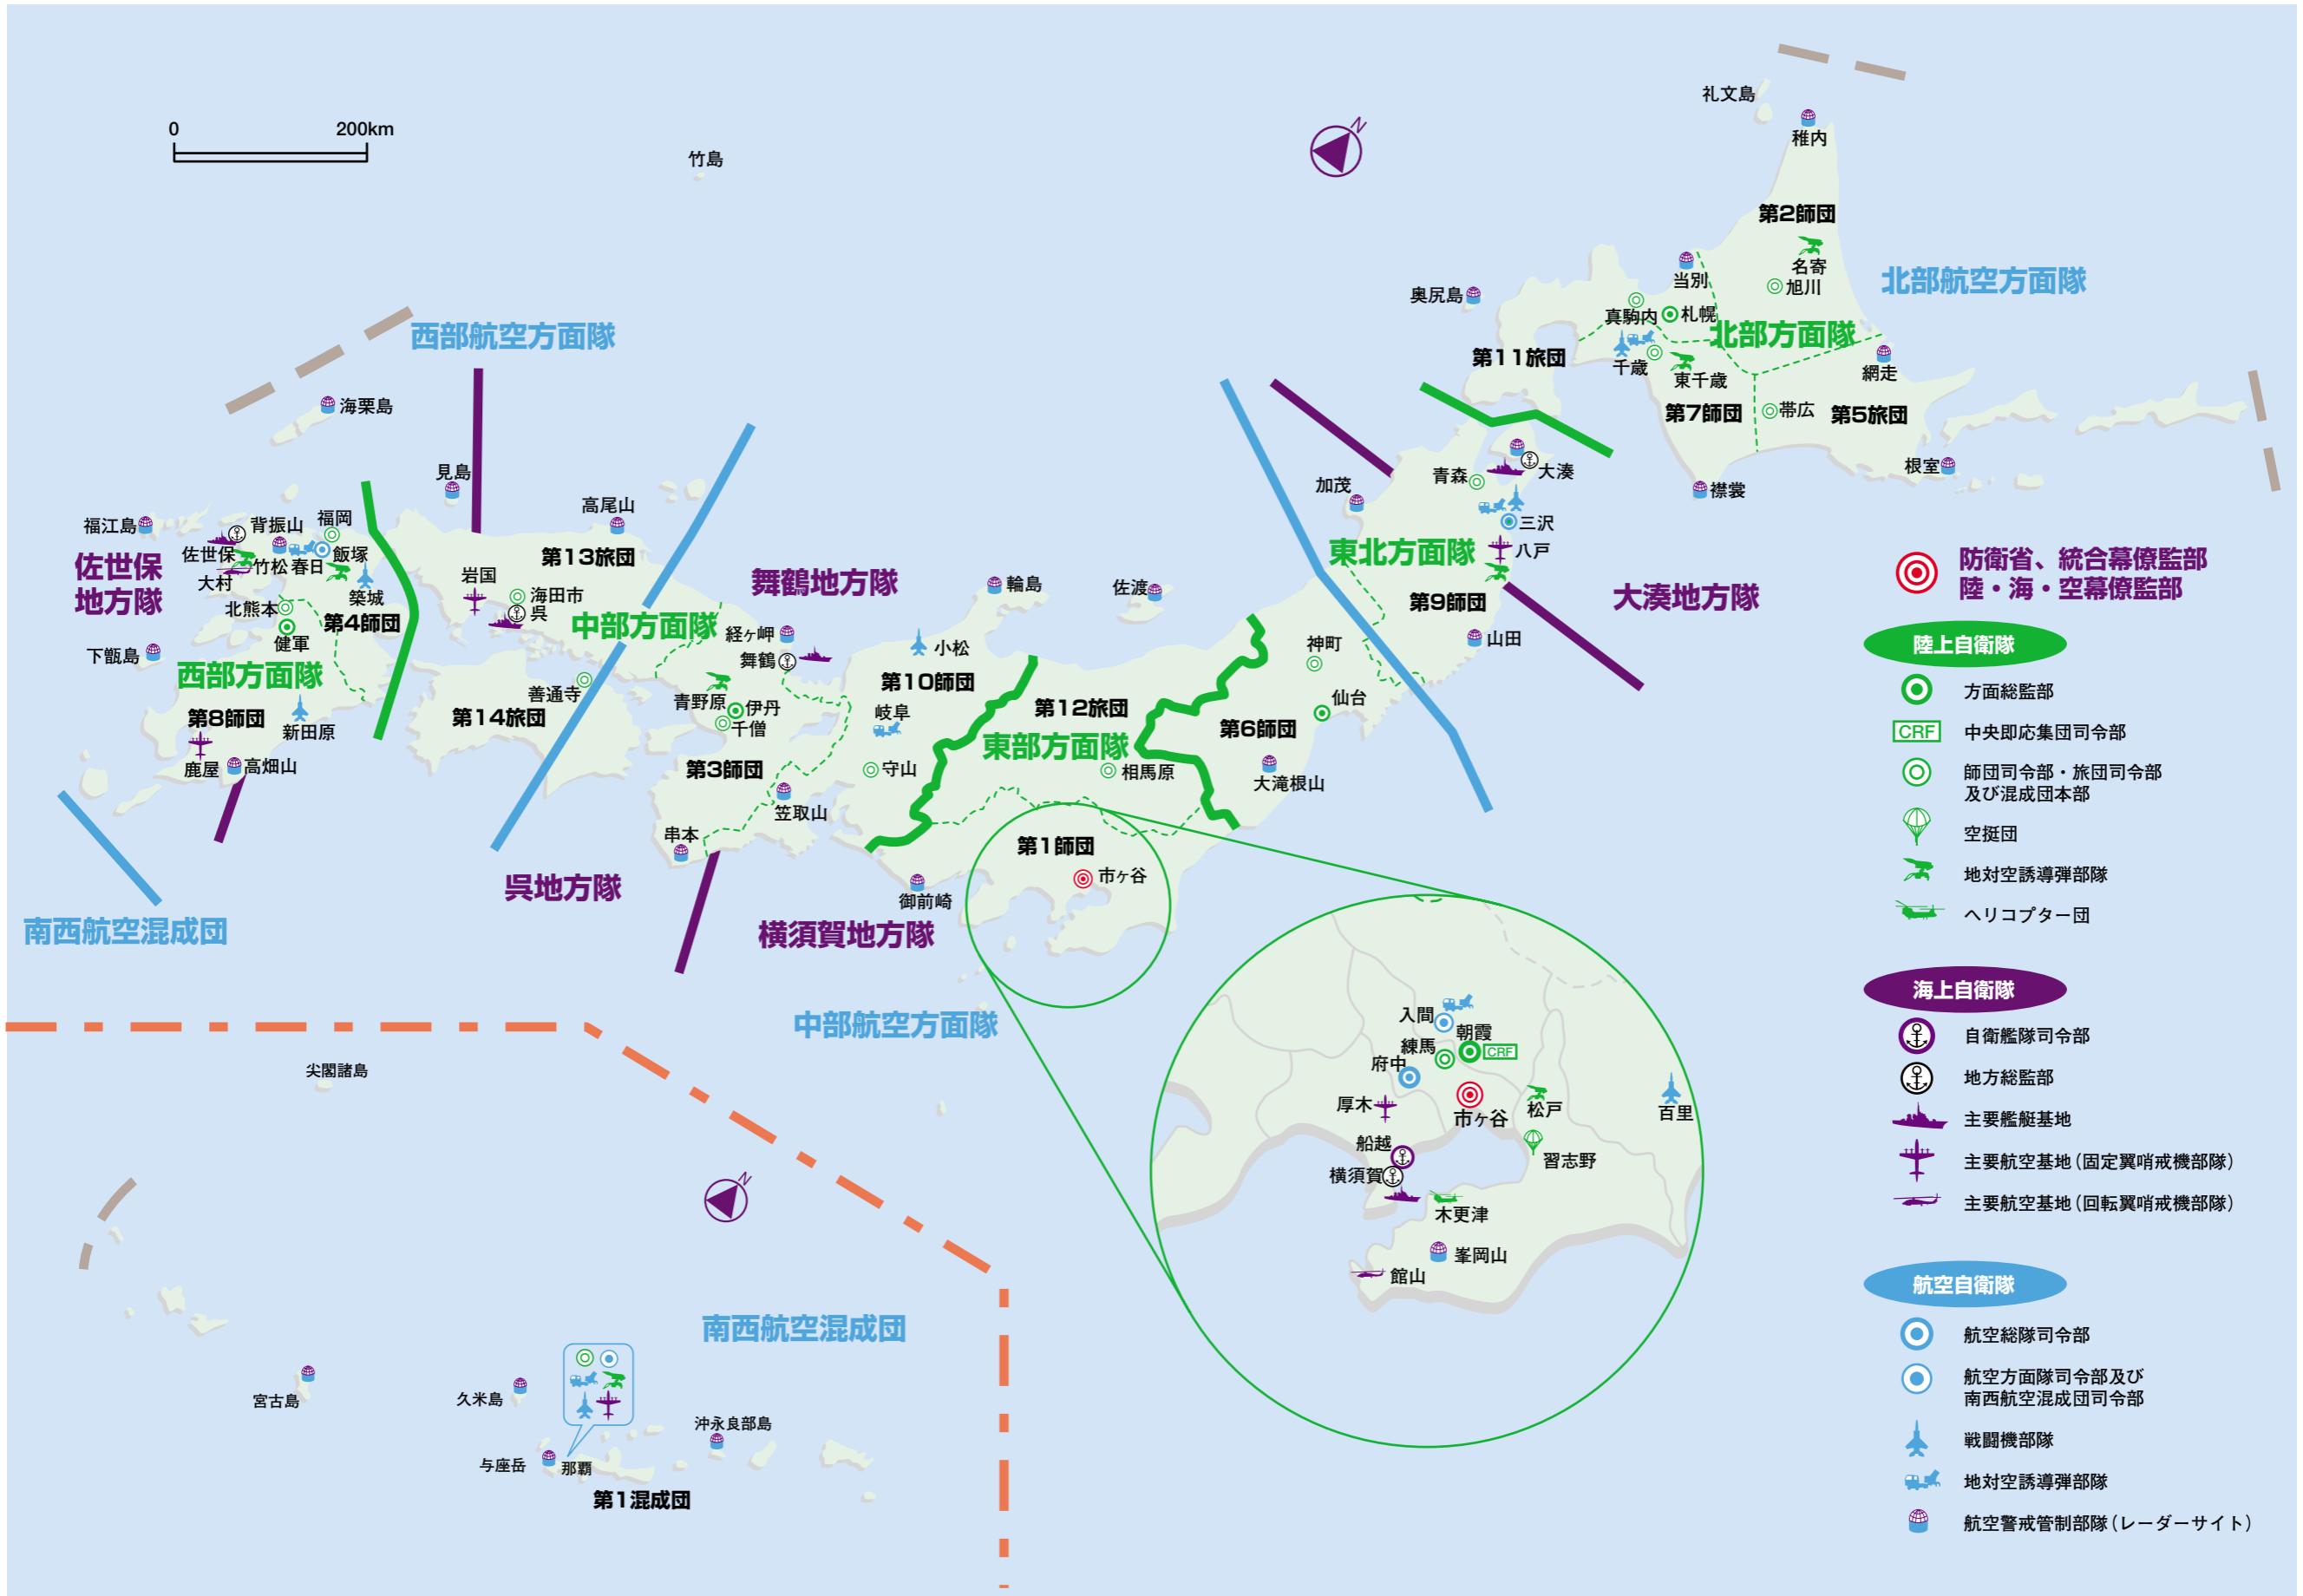 0 200km
竹島
N
礼文島
稚内
第2師団
名寄
旭川
当別
北部航空方面隊
奥尻島
真駒内
札幌
北部方面隊
第11旅団
千歳
東千歳
網走
第7師団
帯広
第5旅団
根室
襟裳
西部航空方面隊
海栗島
見島
高尾山
福江島
背振山
福岡
佐世保
地方隊
佐世保
竹松
春日
飯塚
大村
築城
北熊本
第4師団
健軍
下甑島
西部方面隊
第8師団
新田原
鹿屋
高畑山
南西航空混成団
第13旅団
岩国
海田市
呉
中部方面隊
善通寺
第14旅団
舞鶴地方隊
経ヶ岬
舞鶴
輪島
小松
佐渡
第10師団
青野原
伊丹
千僧
岐阜
第3師団
守山
笠取山
串本
呉地方隊
第12旅団
東部方面隊
相馬原
第1師団
市ヶ谷
御前崎
横須賀地方隊
中部航空方面隊
加茂
青森
大湊
三沢
東北方面隊
八戸
第9師団
大湊地方隊
山田
神町
仙台
第6師団
大滝根山
入間
朝霞
練馬
CRF
府中
厚木
市ヶ谷
松戸
百里
船越
習志野
横須賀
木更津
峯岡山
館山
尖閣諸島
N
南西航空混成団
宮古島
久米島
沖永良部島
与座岳
那覇
第1混成団
防衛省、統合幕僚監部
陸・海・空幕僚監部
陸上自衛隊
方面総監部
CRF 中央即応集団司令部
師団司令部・旅団司令部
及び混成団本部
空挺団
地対空誘導弾部隊
ヘリコプター団
海上自衛隊
自衛艦隊司令部
地方総監部
主要艦艇基地
主要航空基地(固定翼哨戒機部隊)
主要航空基地(回転翼哨戒機部隊)
航空自衛隊
航空総隊司令部
航空方面隊司令部及び
南西航空混成団司令部
戦闘機部隊
地対空誘導弾部隊
航空警戒管制部隊(レーダーサイト)